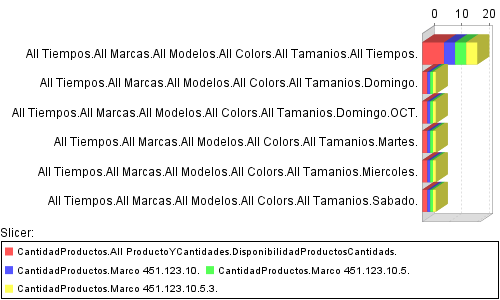 0 10 20
All Tiempos.All Marcas.All Modelos.All Colors.All Tamanios.All Tiempos.
All Tiempos.All Marcas.All Modelos.All Colors.All Tamanios.Domingo.
All Tiempos.All Marcas.All Modelos.All Colors.All Tamanios.Domingo.OCT.
All Tiempos.All Marcas.All Modelos.All Colors.All Tamanios.Martes.
All Tiempos.All Marcas.All Modelos.All Colors.All Tamanios.Miercoles.
All Tiempos.All Marcas.All Modelos.All Colors.All Tamanios.Sabado.
Slicer:
CantidadProductos.All ProductoYCantidades.DisponibilidadProductosCantidads.
CantidadProductos.Marco 451.123.10. CantidadProductos.Marco 451.123.10.5.
CantidadProductos.Marco 451.123.10.5.3.